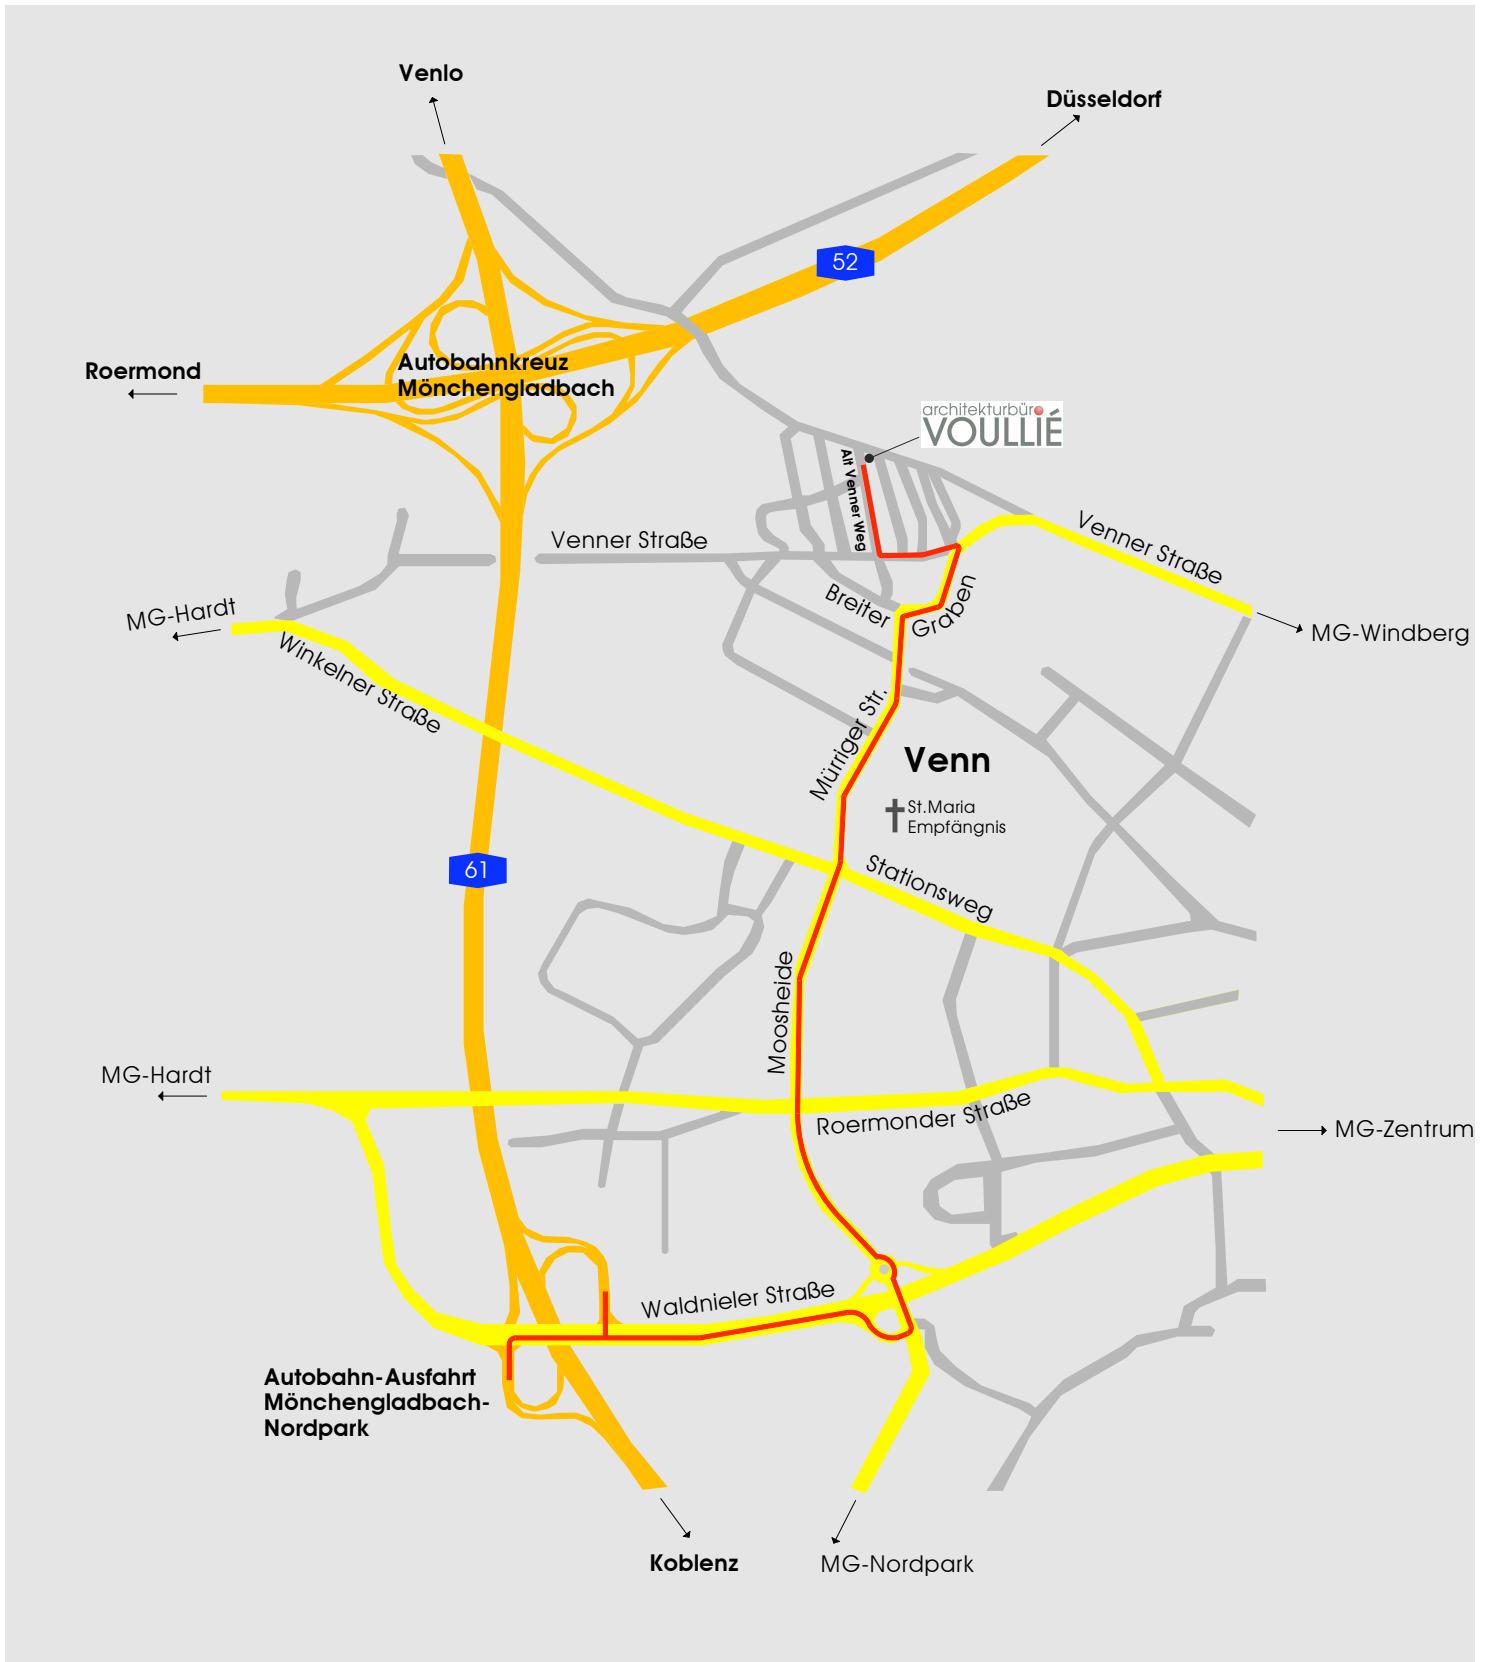 Venlo
Düsseldorf
52
Roermond
Autobahnkreuz
Mönchengladbach
architekturbüro
VOULLIÉ
Alt Venner Weg
Venner Straße
Venner Straße
MG-Hardt
Breiter
Graben
MG-Windberg
Winkelner Straße
Mürriger Str.
Venn
St.Maria
Empfängnis
61
Stationsweg
Moosheide
MG-Hardt
Roermonder Straße
MG-Zentrum
Waldnieler Straße
Autobahn-Ausfahrt
Mönchengladbach-
Nordpark
Koblenz
MG-Nordpark